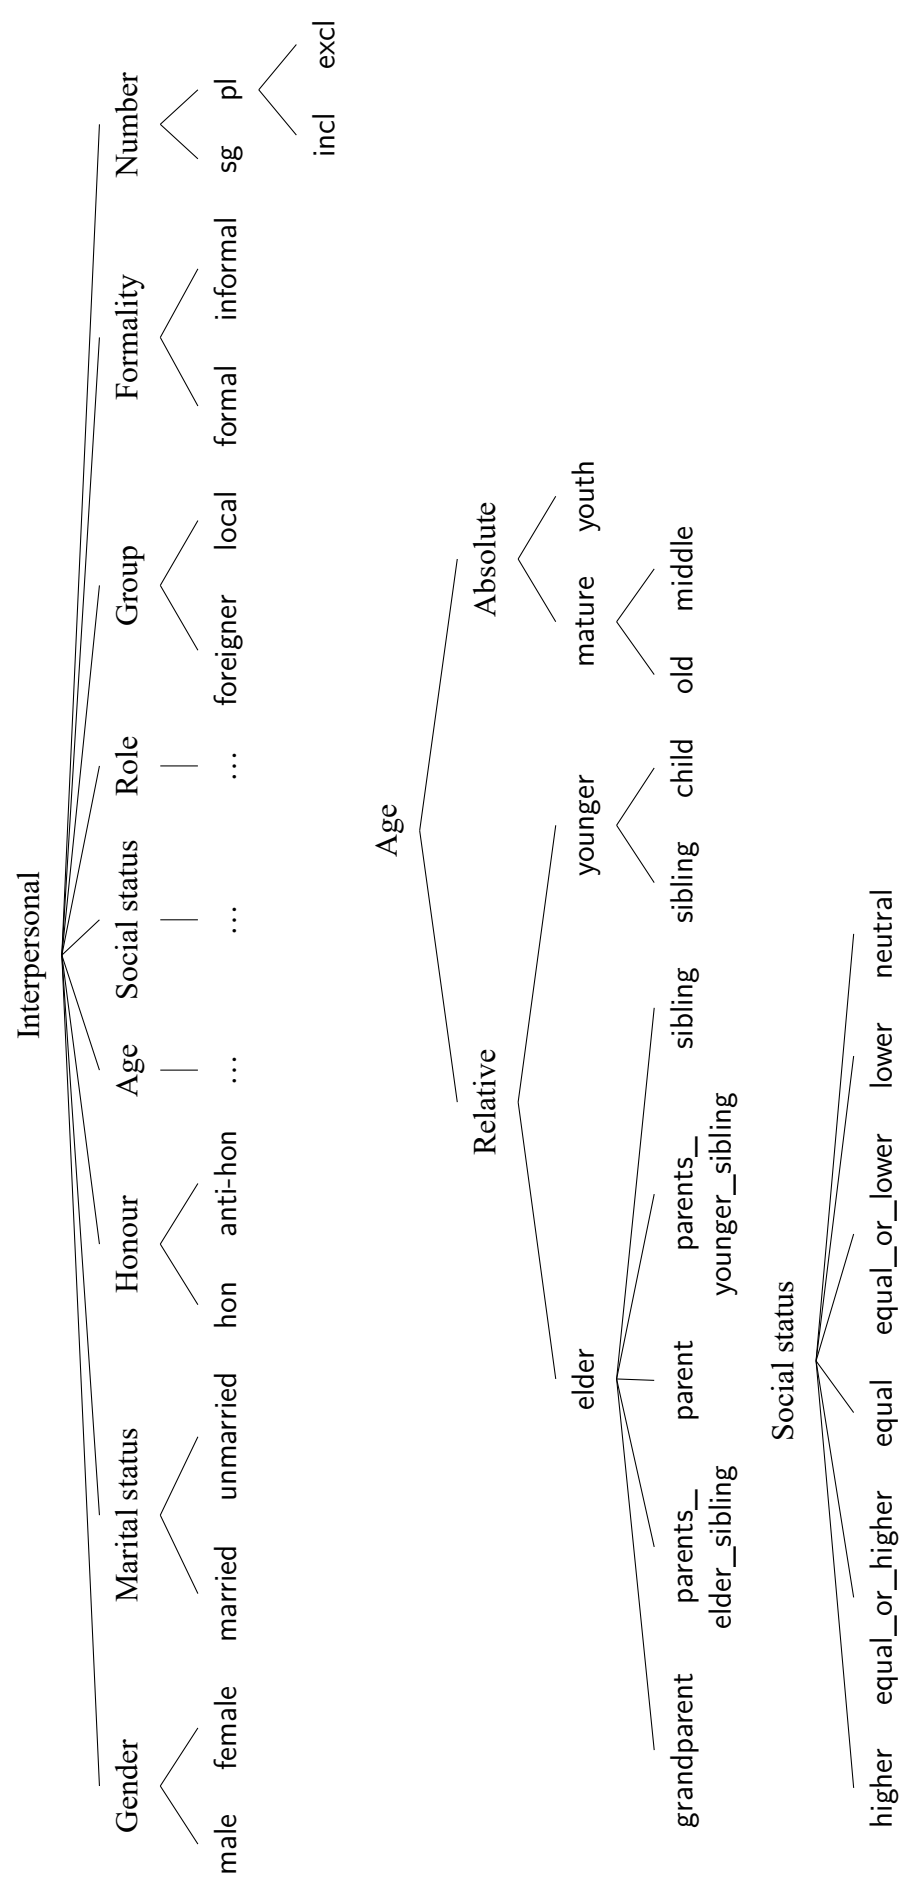 Interpersonal
Gender Marital status Honour Age Social status Role Group Formality Number
male female married unmarried hon anti-hon ... ... ... foreigner local formal informal sg pl
incl excl
Age
Relative Absolute
elder younger mature youth
grandparent parents_ parent parents_ sibling sibling child old middle
elder_sibling younger_sibling
Social status
higher equal_or_higher equal equal_or_lower lower neutral